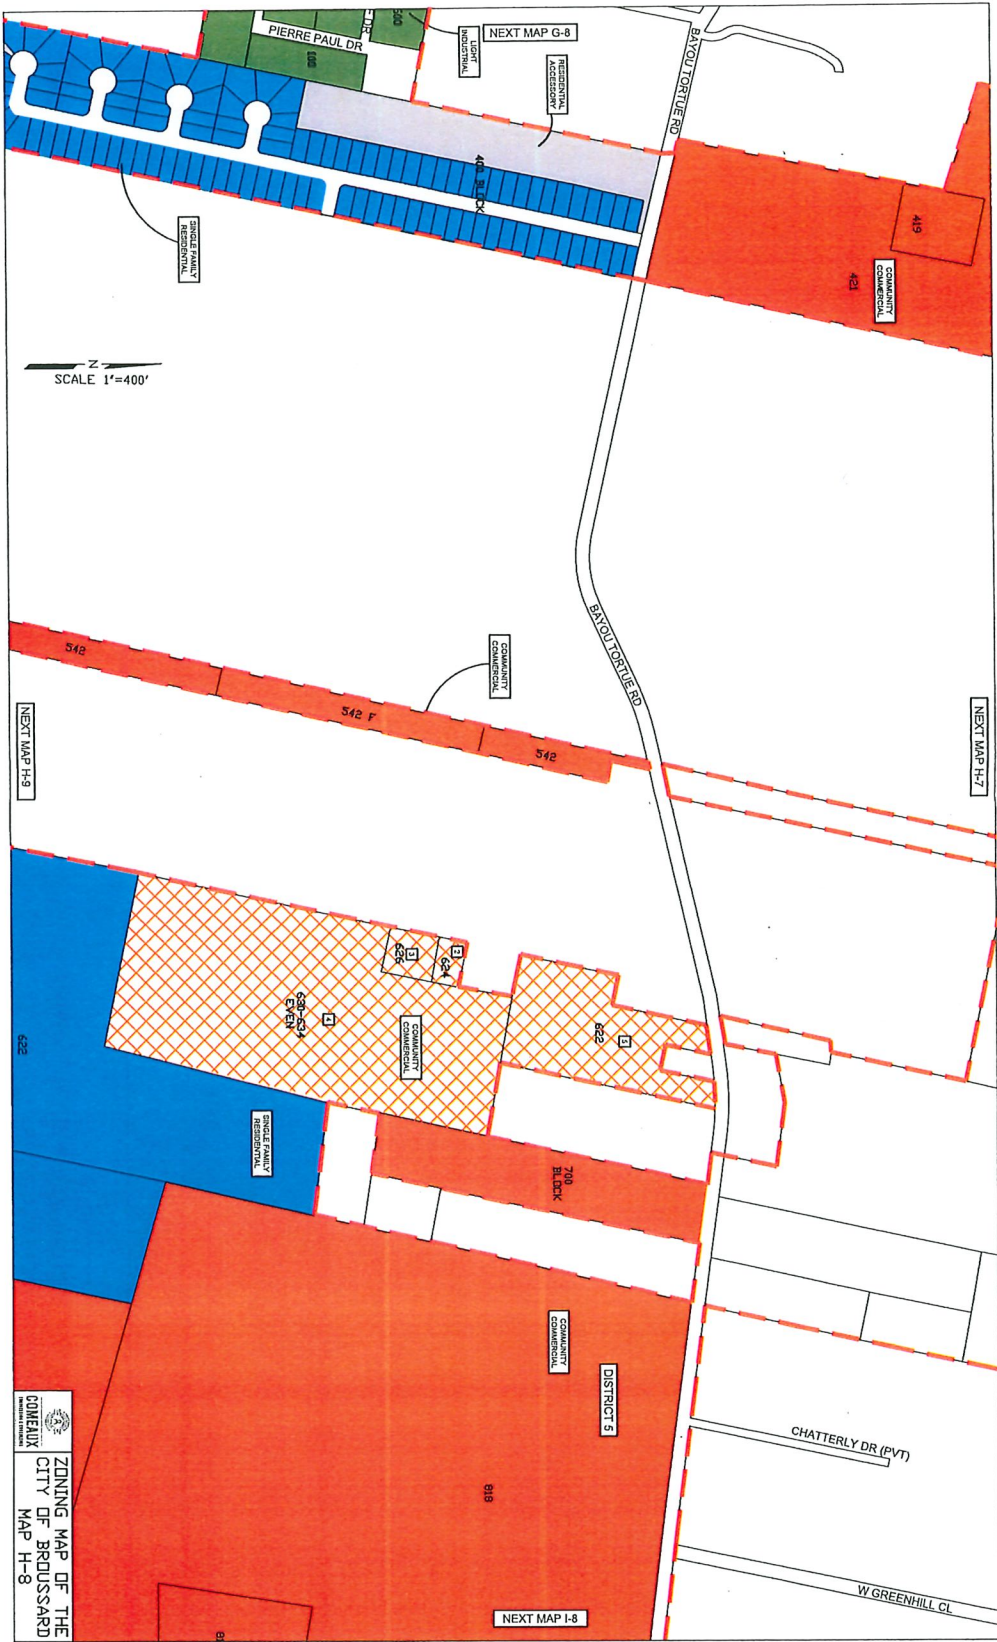 NEXT MAP G-8
PIERRE PAUL DR
F DR
500
100
LIGHT
INDUSTRIAL
RESIDENTIAL
ACCESSORY
BAYOU TORTUE RD
400 BLOCK
419
421
COMMUNITY
COMMERCIAL
SINGLE FAMILY
RESIDENTIAL
N
SCALE 1"=400'
BAYOU TORTUE RD
COMMUNITY
COMMERCIAL
542
542 F
542
NEXT MAP H-9
NEXT MAP H-7
2
624
3
626
4
630-634
EVEN
COMMUNITY
COMMERCIAL
5
622
622
SINGLE FAMILY
RESIDENTIAL
700
BLOCK
COMMUNITY
COMMERCIAL
DISTRICT 5
818
CHATTERLY DR (PVT)
W GREENHILL CL
NEXT MAP I-8
COMEAUX
ZONING MAP OF THE
CITY OF BROUSSARD
MAP H-8